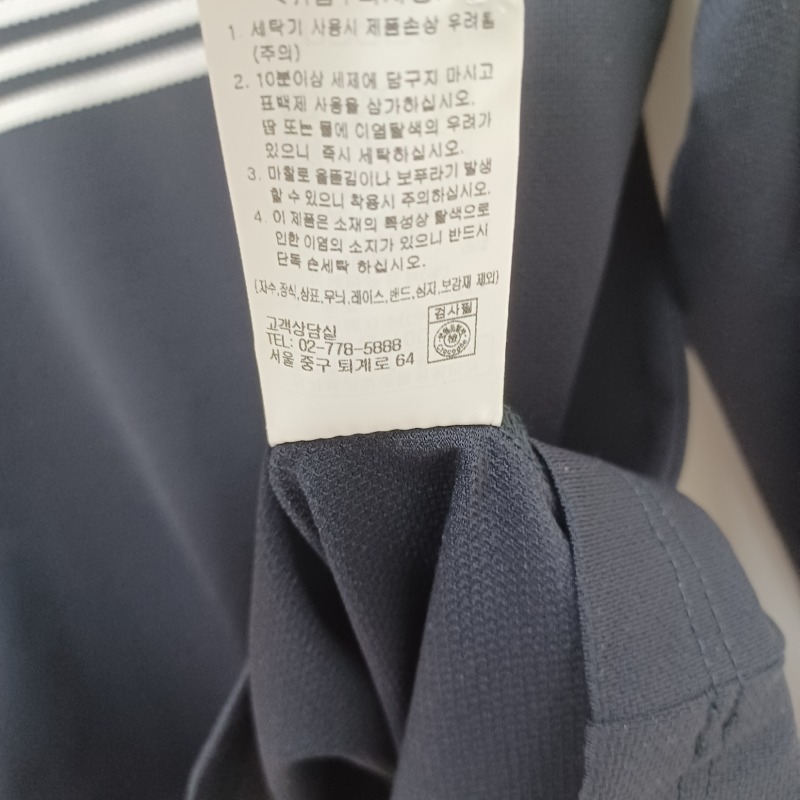 1. 세탁기 사용시 제품손상 우려됨
(주의)
2. 10분이상 세제에 담구지 마시고
표백제 사용을 삼가하십시오.
땀 또는 물에 이염탈색의 우려가
있으니 즉시 세탁하십시오.
3. 마찰로 올뜯김이나 보푸라기 발생
할 수 있으니 착용시 주의하십시오.
4. 이 제품은 소재의 특성상 탈색으로
인한 이염의 소지가 있으니 반드시
단독 손세탁 하십시오.
(자수,장식,상표,무늬,레이스,밴드,심지,보강재 제외)
검사필
고객상담실
TEL: 02-778-5888
서울 중구 퇴계로 64